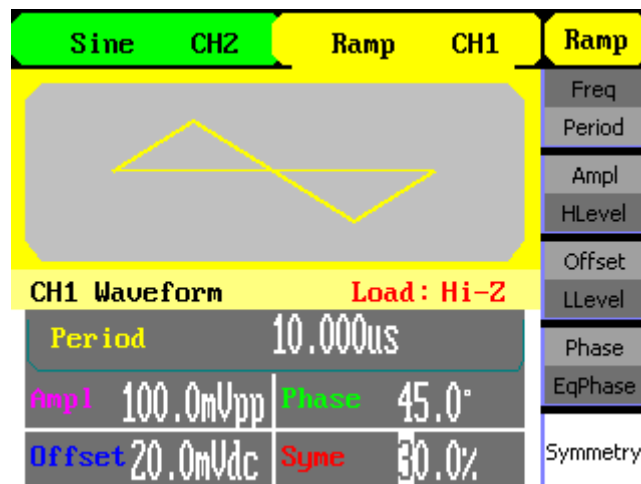 Sine CH2 Ramp CH1 Ramp
Freq
Period
Ampl
HLevel
Offset
LLevel
Phase
EqPhase
Symmetry
CH1 Waveform Load: Hi-Z
Period 10.000us
Ampl 100.0mVpp Phase 45.0°
Offset 20.0mVdc Syme 30.0%